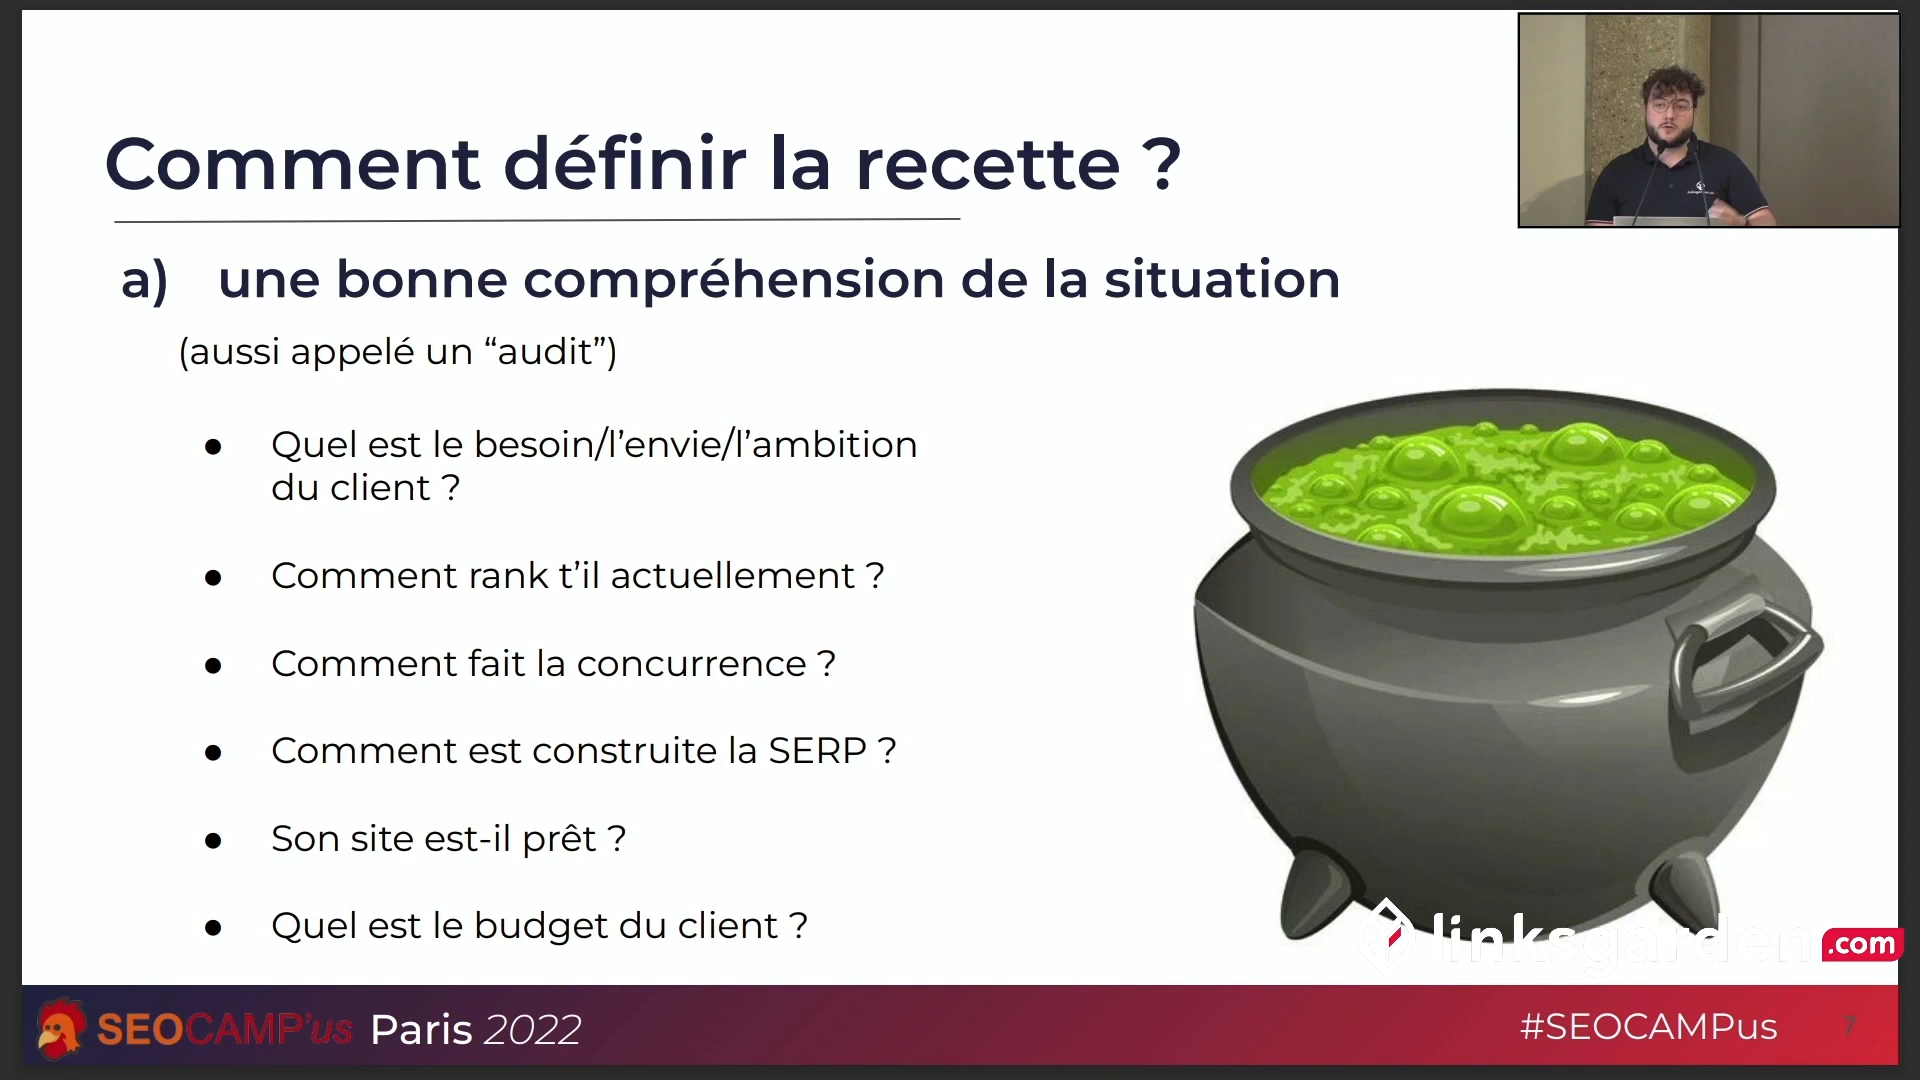 Comment définir la recette ?
a) une bonne compréhension de la situation
(aussi appelé un “audit”)
● Quel est le besoin/l’envie/l’ambition
du client ?
● Comment rank t’il actuellement ?
● Comment fait la concurrence ?
● Comment est construite la SERP ?
● Son site est-il prêt ?
● Quel est le budget du client ?
linksgarden.com
SEOCAMP'us Paris 2022
#SEOCAMPus
7